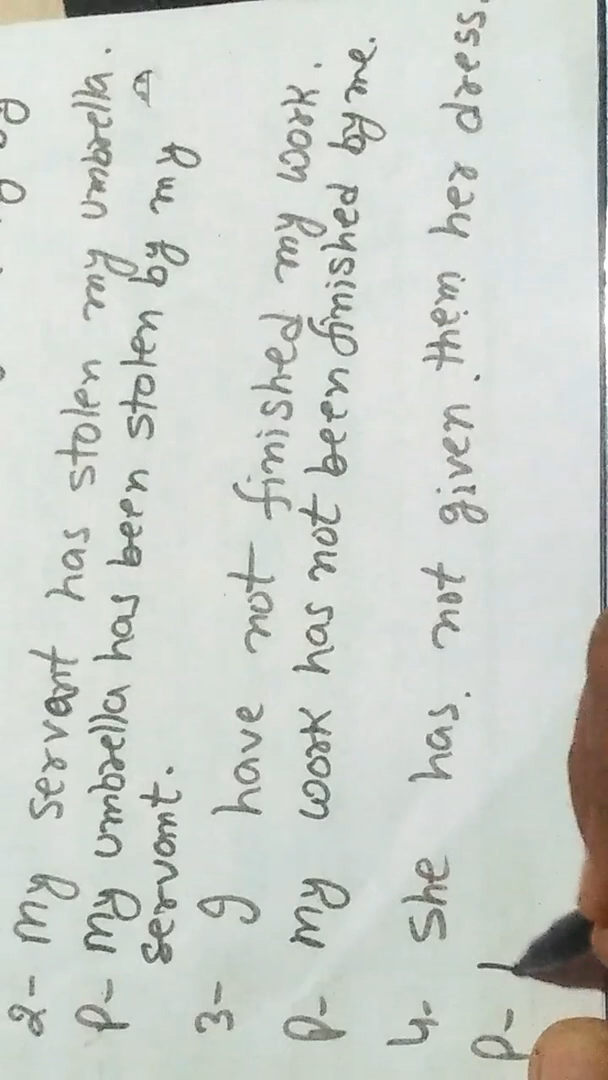 2- My servant has stolen my umbrella.
P- My umbrella has been stolen by my
servant.
3- I have not finished my work.
P- my work has not been finished by me.
4. She has. not given. them her dress.
P-